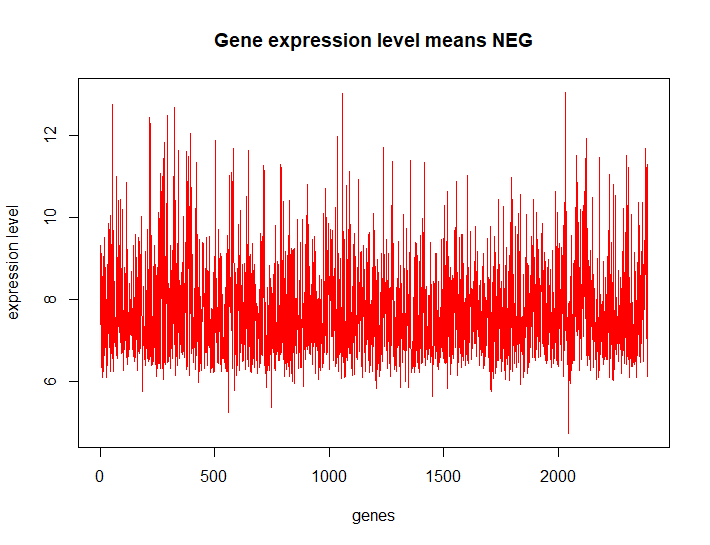 Gene expression level means NEG
expression level
12
10
8
6
0 500 1000 1500 2000
genes